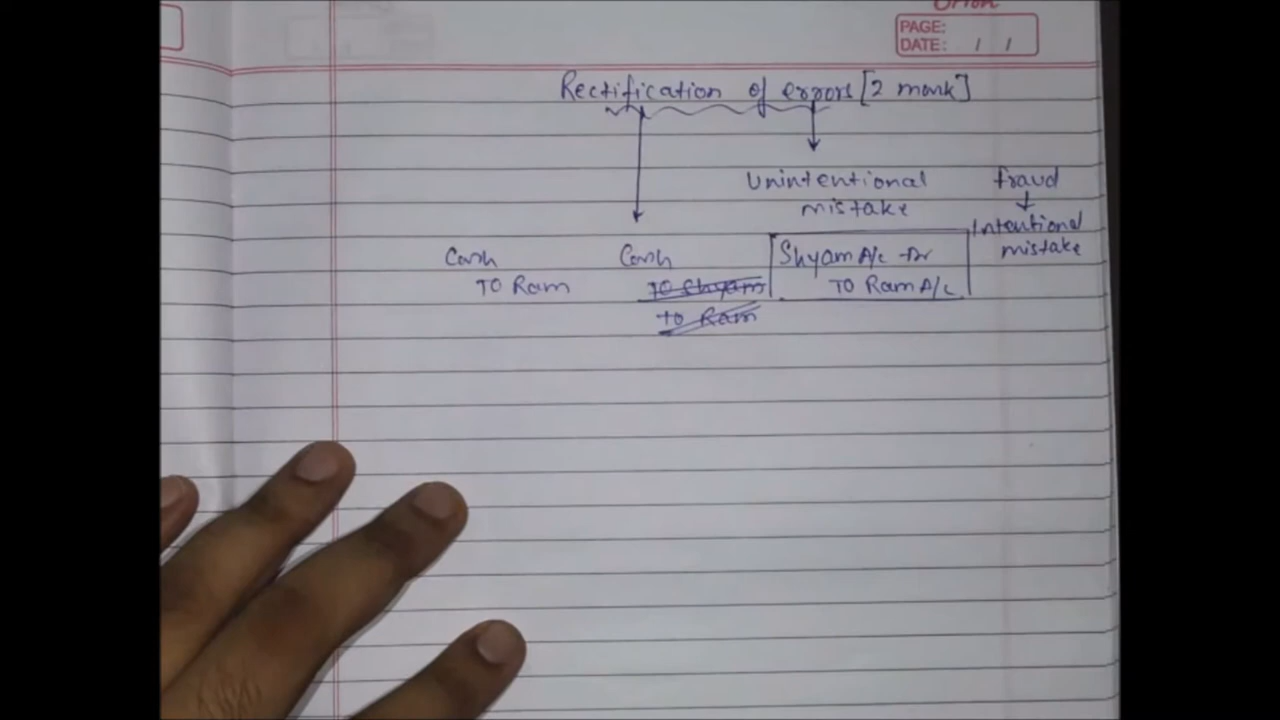 Orion
PAGE:
DATE: / /
Rectification of errors [2 mark]
Unintentional
mistake
fraud
Intentional
mistake
Cash
TO Ram
Cash
TO Shyam
to Ram
Shyam A/c Dr
TO Ram A/c